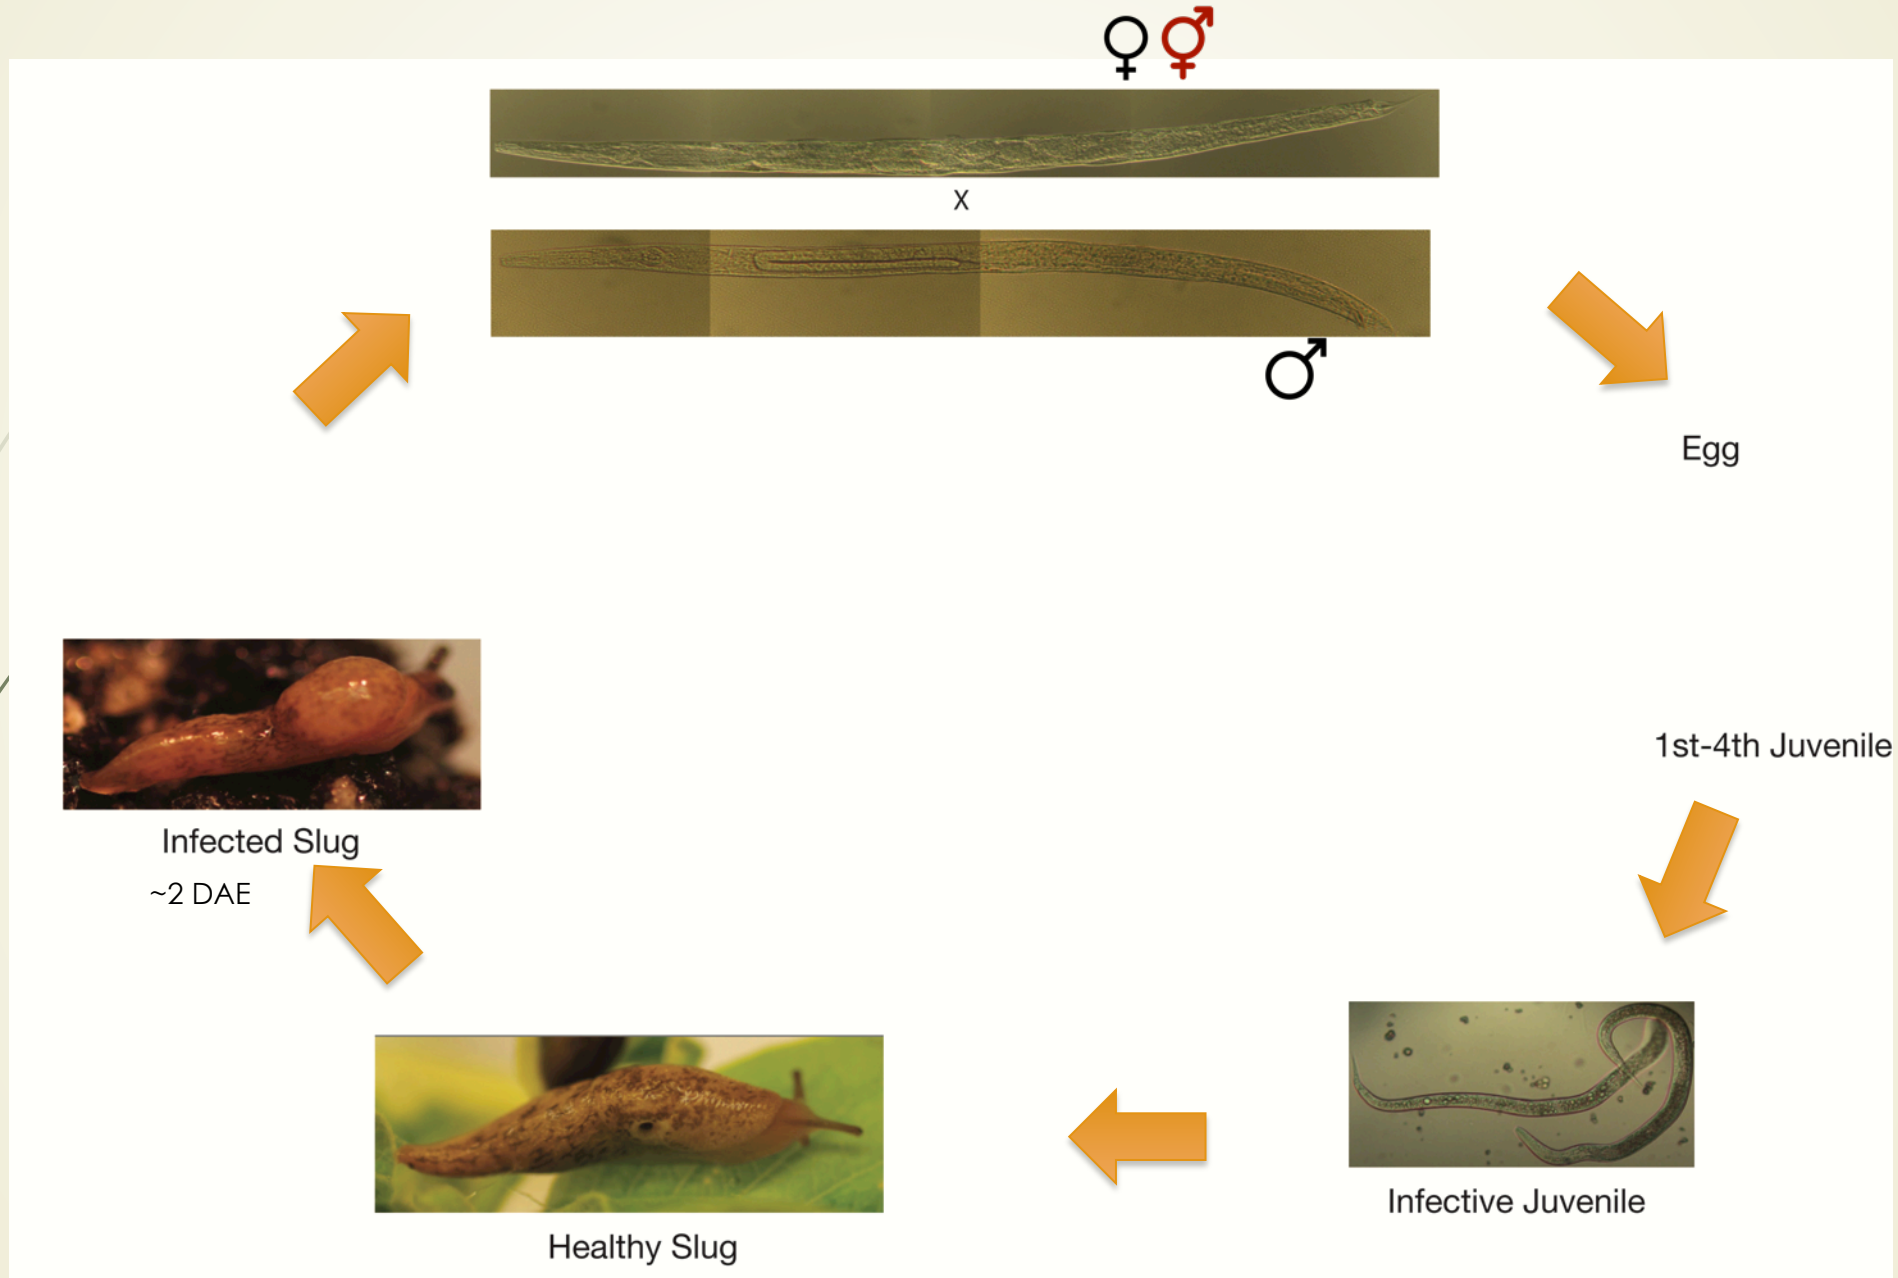 X
Egg
1st-4th Juvenile
Infective Juvenile
Healthy Slug
Infected Slug
~2 DAE